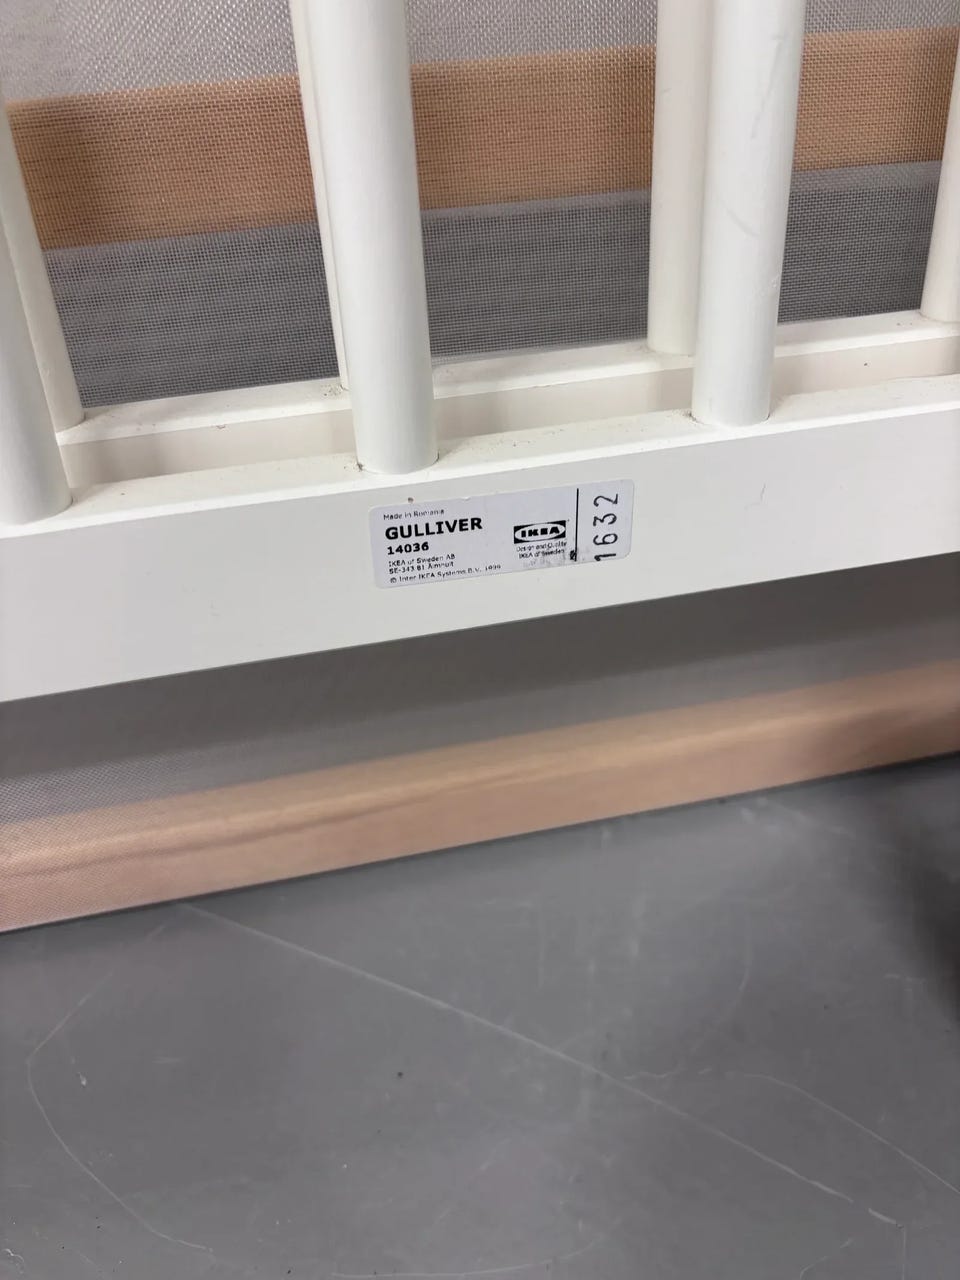 Made in Romania
GULLIVER
14036
IKEA of Sweden AB
SE-343 81 Älmhult
© Inter IKEA Systems B.V. 1999
IKEA
Design and Quality
IKEA of Sweden
1632